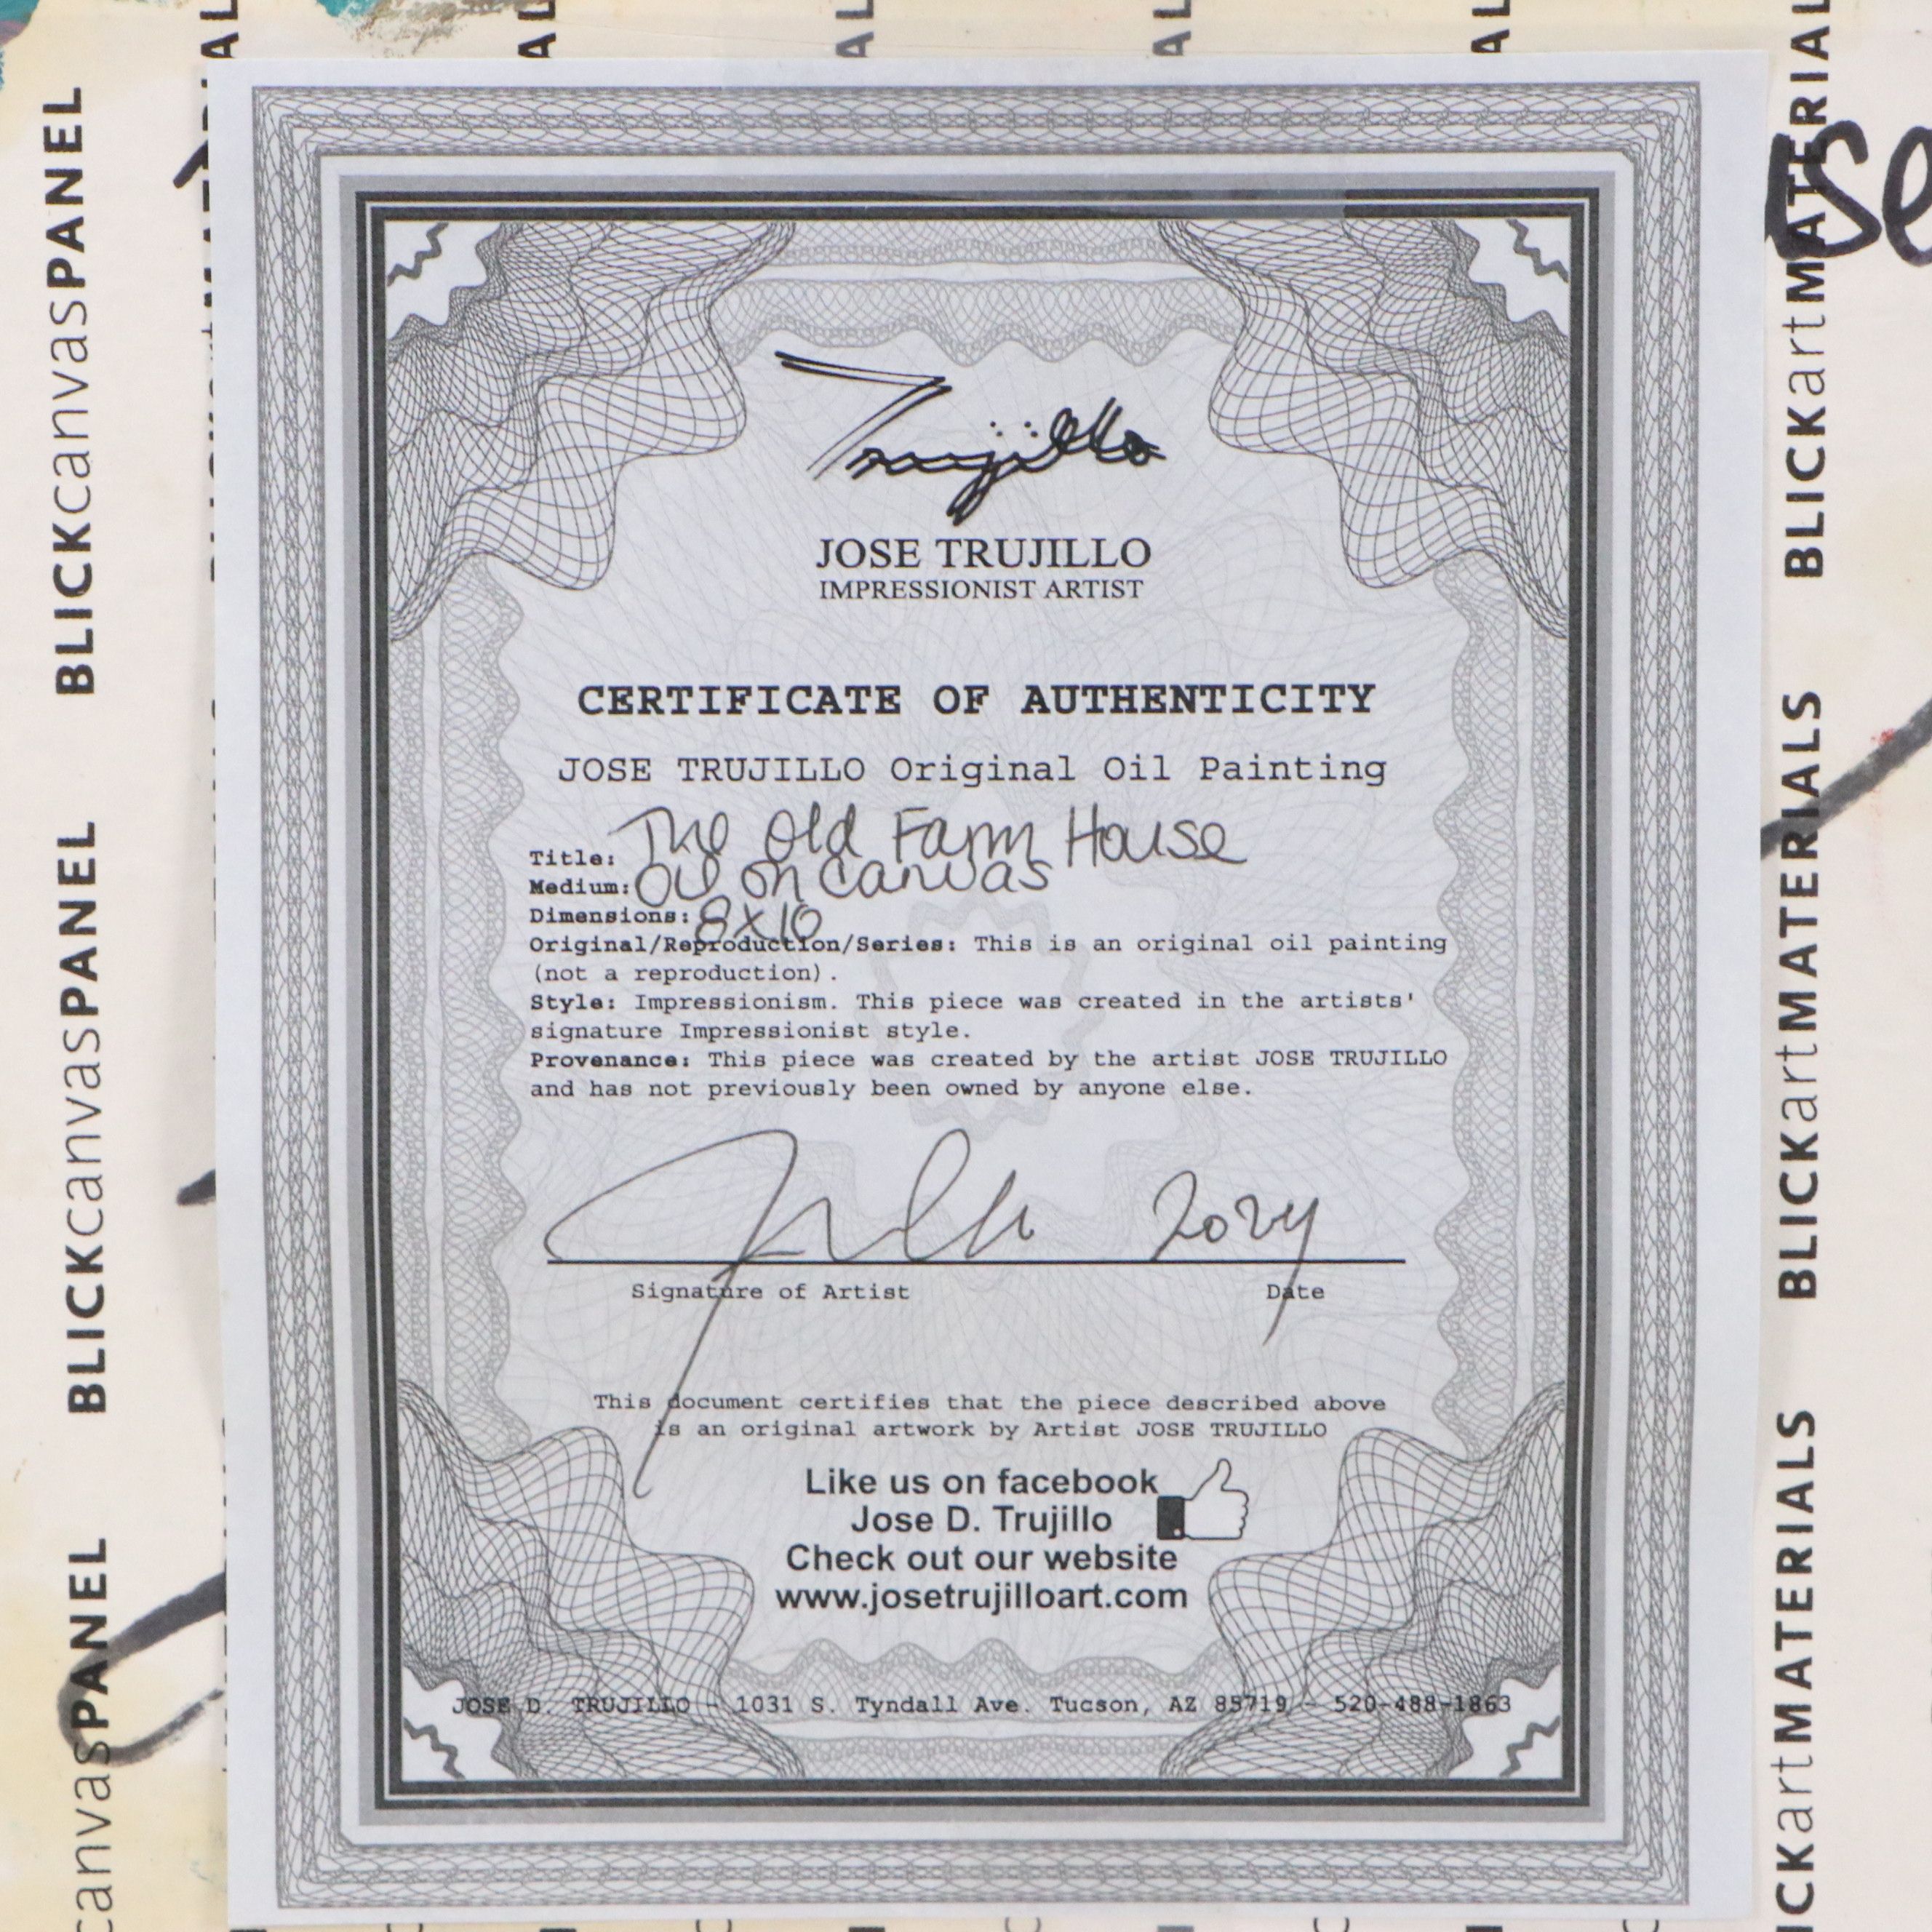 Trujillo
JOSE TRUJILLO
IMPRESSIONIST ARTIST
CERTIFICATE OF AUTHENTICITY
JOSE TRUJILLO Original Oil Painting
Title: The Old Farm House
Medium: Oil on Canvas
Dimensions: 8x10
Original/Reproduction/Series: This is an original oil painting
(not a reproduction).
Style: Impressionism. This piece was created in the artists'
signature Impressionist style.
Provenance: This piece was created by the artist JOSE TRUJILLO
and has not previously been owned by anyone else.
2024
Signature of Artist Date
This document certifies that the piece described above
is an original artwork by Artist JOSE TRUJILLO
Like us on facebook
Jose D. Trujillo
Check out our website
www.josetrujilloart.com
JOSE D. TRUJILLO - 1031 S. Tyndall Ave. Tucson, AZ 85719 - 520-488-1863
BLICKcanvasPANEL
BLICKcanvasPANEL
canvasPANEL
BLICKartMATERIAL
BLICKartMATERIALS
ICKartMATERIALS